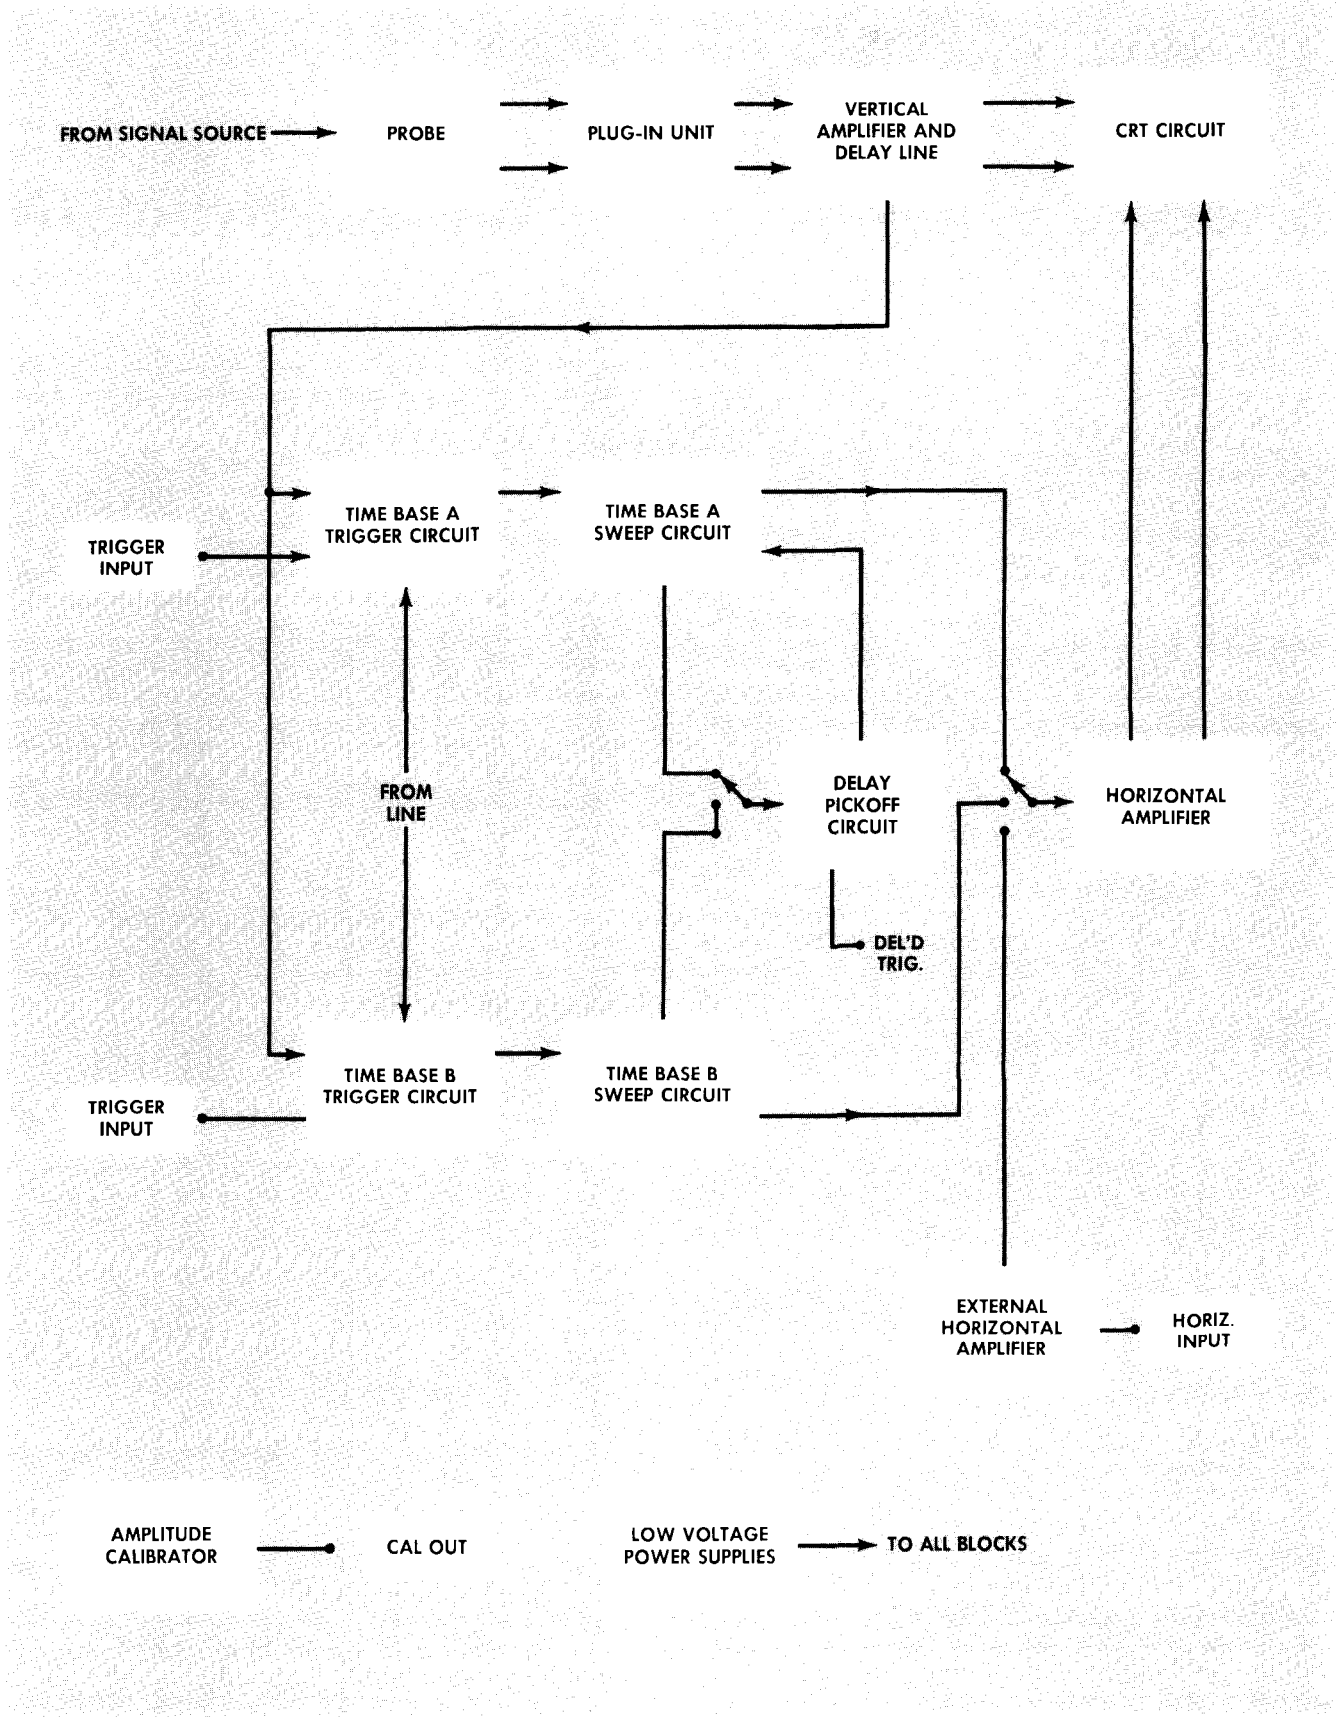 FROM SIGNAL SOURCE
PROBE
PLUG-IN UNIT
VERTICAL
AMPLIFIER AND
DELAY LINE
CRT CIRCUIT
TIME BASE A
TRIGGER CIRCUIT
TIME BASE A
SWEEP CIRCUIT
TRIGGER
INPUT
FROM
LINE
DELAY
PICKOFF
CIRCUIT
HORIZONTAL
AMPLIFIER
DEL'D
TRIG.
TIME BASE B
TRIGGER CIRCUIT
TIME BASE B
SWEEP CIRCUIT
TRIGGER
INPUT
EXTERNAL
HORIZONTAL
AMPLIFIER
HORIZ.
INPUT
AMPLITUDE
CALIBRATOR
CAL OUT
LOW VOLTAGE
POWER SUPPLIES
TO ALL BLOCKS